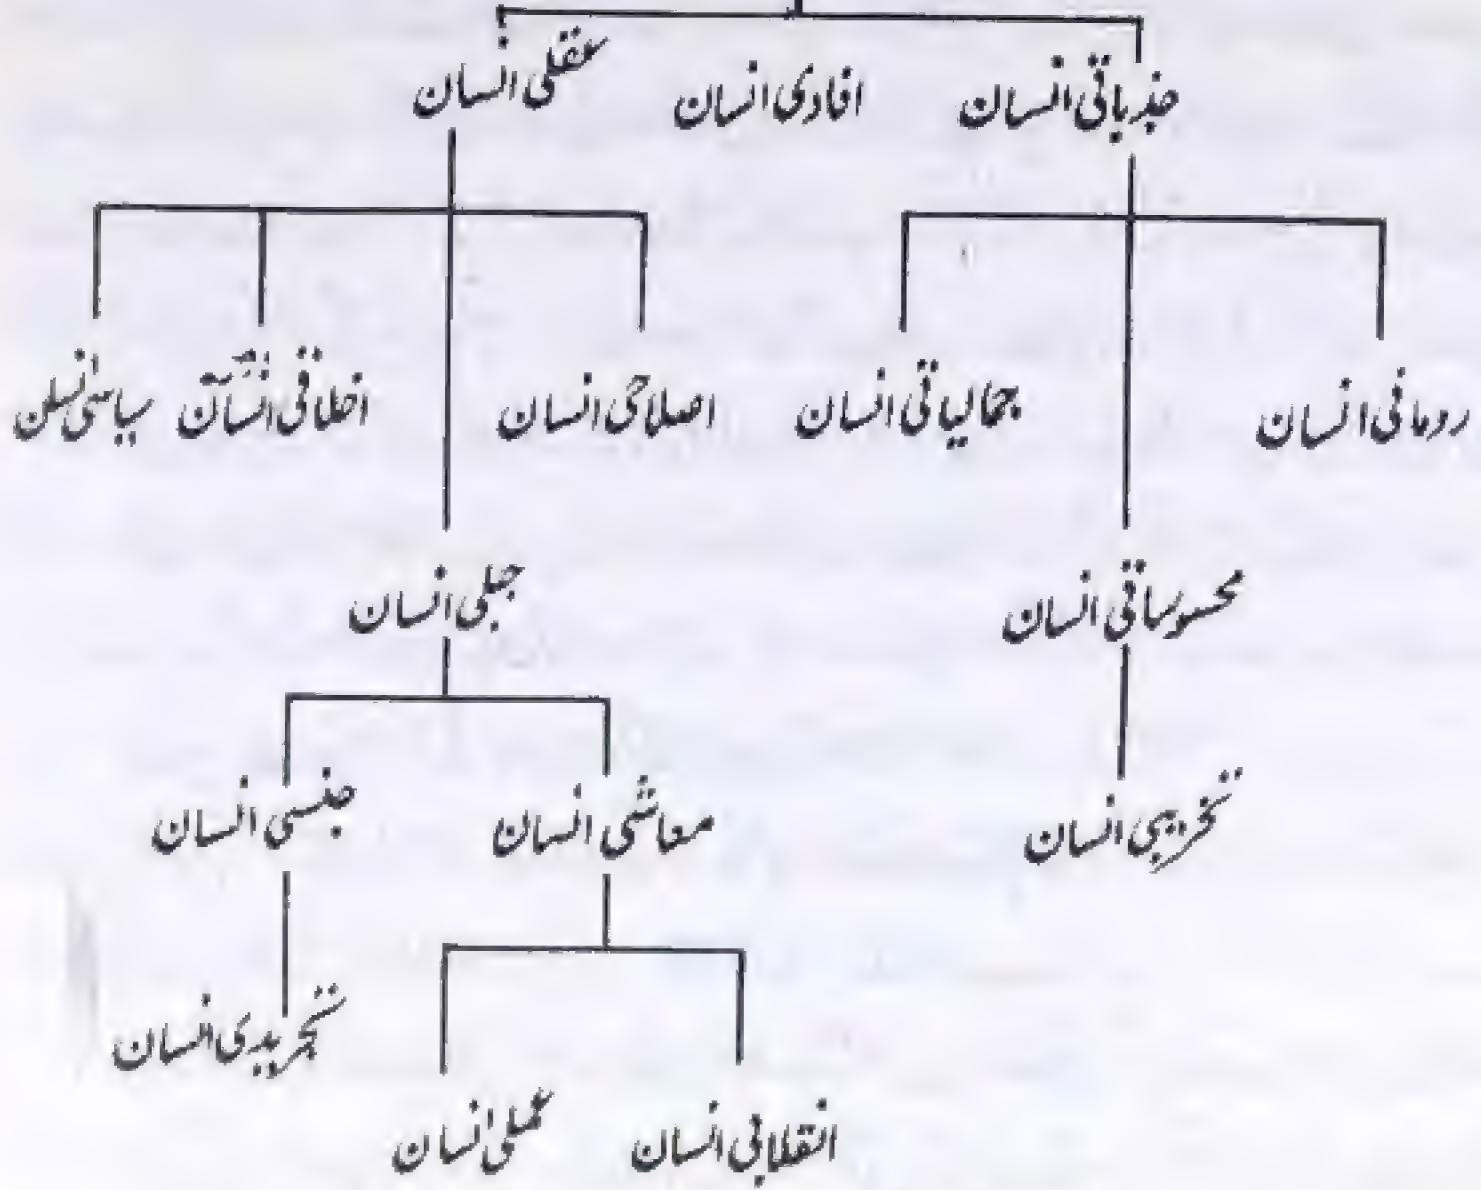 جذباتی انسان افادی انسان عقلی انسان
رومانی انسان جمالیاتی انسان اصلاحی انسان اخلاقی انسان سیاسی انسان
محسوساتی انسان جبلی انسان
تخریبی انسان معاشی انسان جنسی انسان
تجریدی انسان
انقلابی انسان عملی انسان